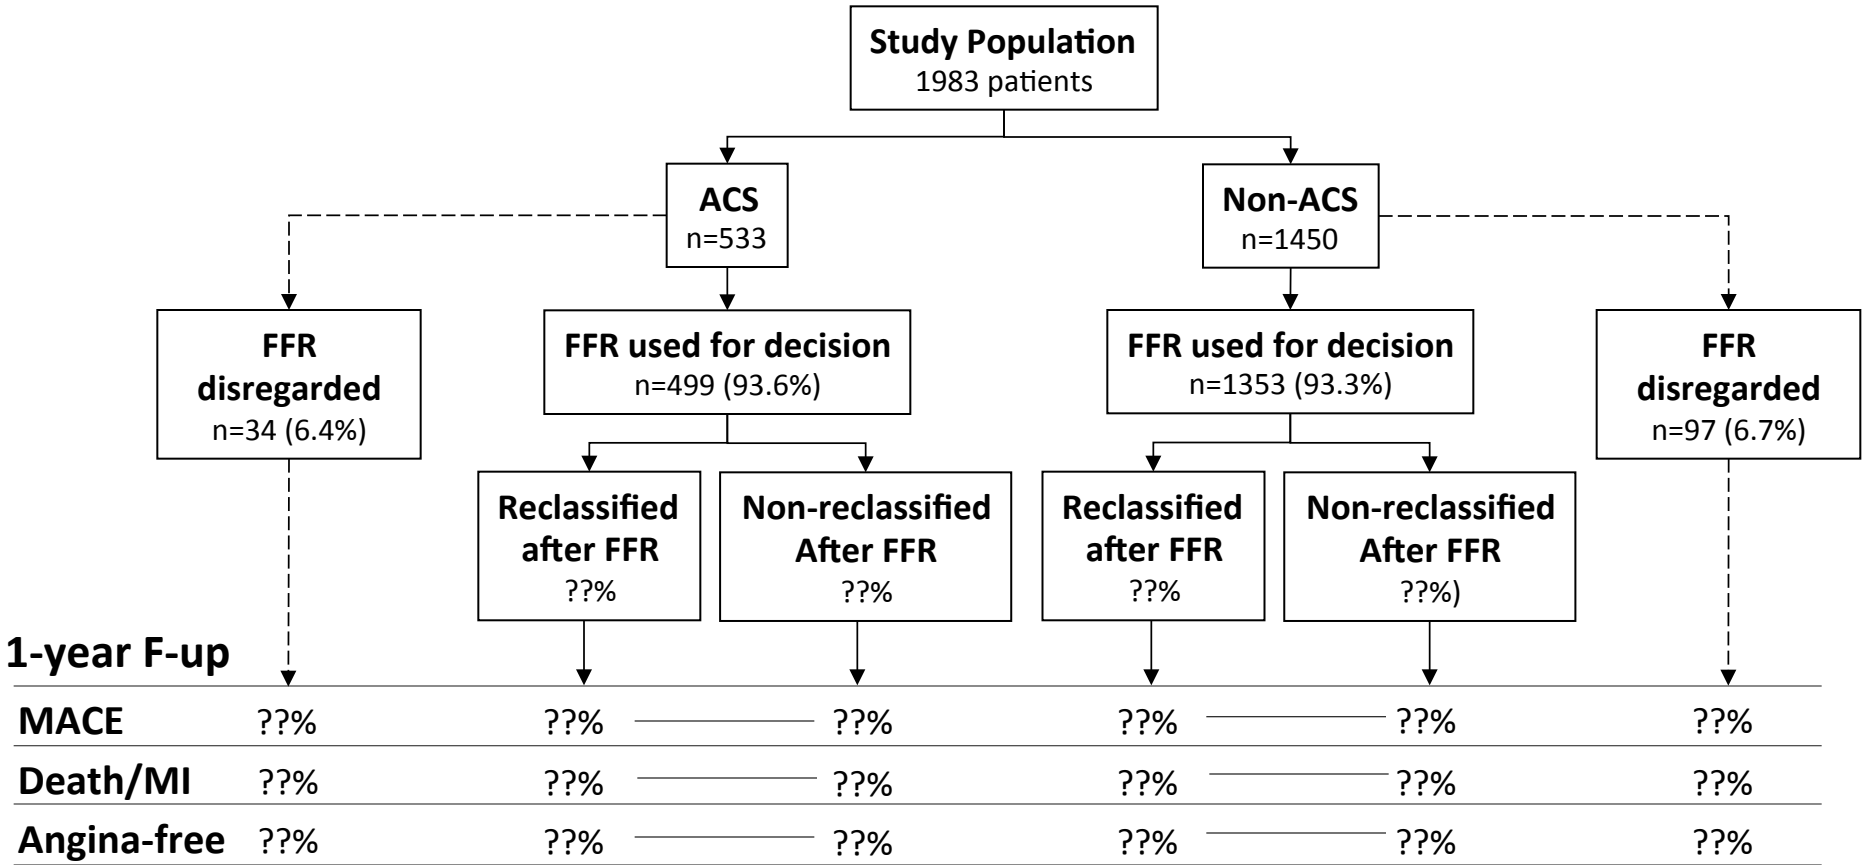 Study Population
1983 patients
ACS
n=533
Non-ACS
n=1450
FFR
disregarded
n=34 (6.4%)
FFR used for decision
n=499 (93.6%)
FFR used for decision
n=1353 (93.3%)
FFR
disregarded
n=97 (6.7%)
Reclassified
after FFR
??%
Non-reclassified
After FFR
??%
Reclassified
after FFR
??%
Non-reclassified
After FFR
??%)
1-year F-up
MACE ??% ??% ??% ??% ??% ??%
Death/MI ??% ??% ??% ??% ??% ??%
Angina-free ??% ??% ??% ??% ??% ??%